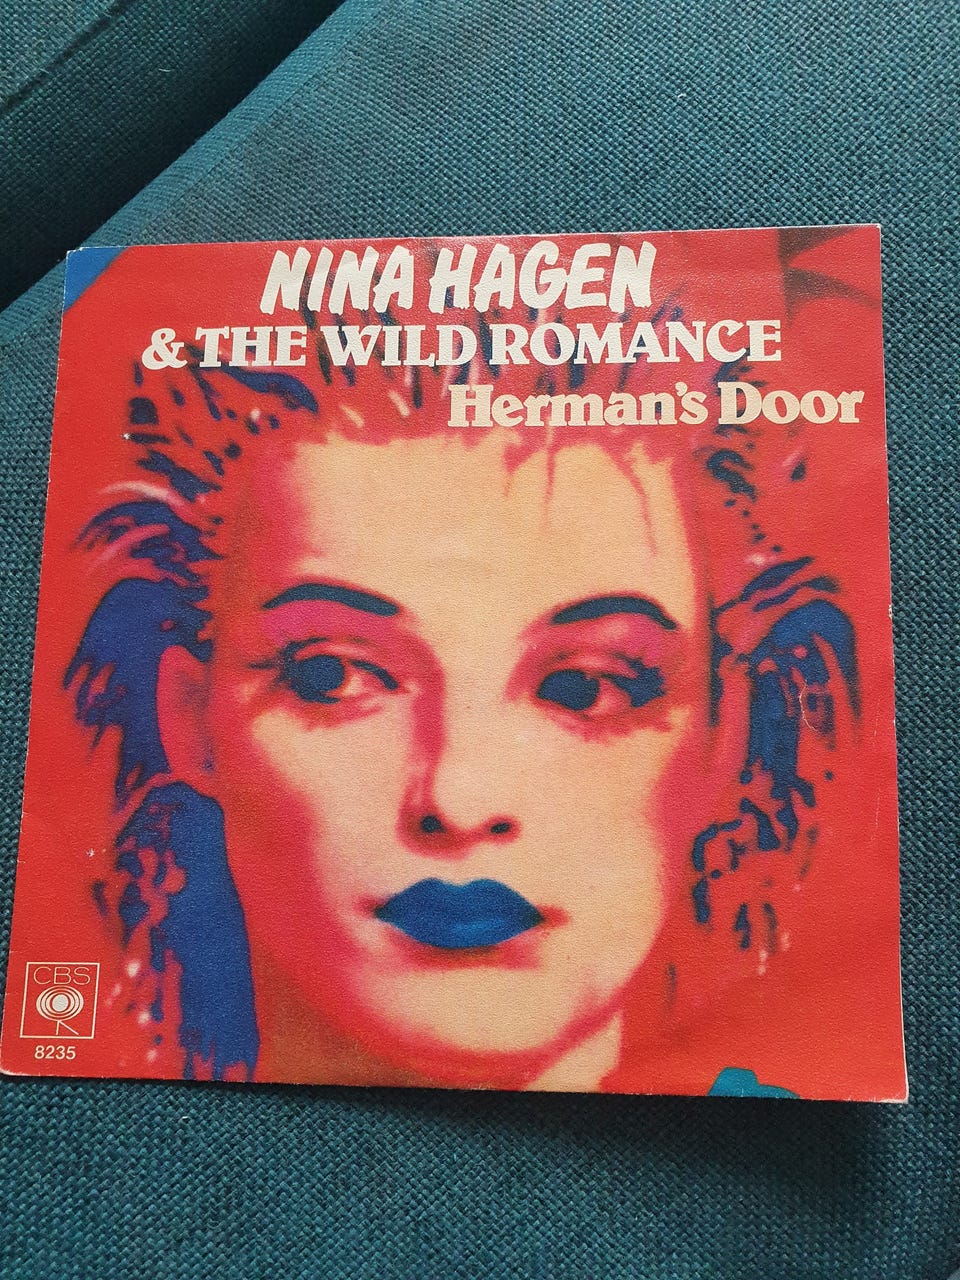 NINA HAGEN
& THE WILD ROMANCE
Herman's Door
CBS
8235